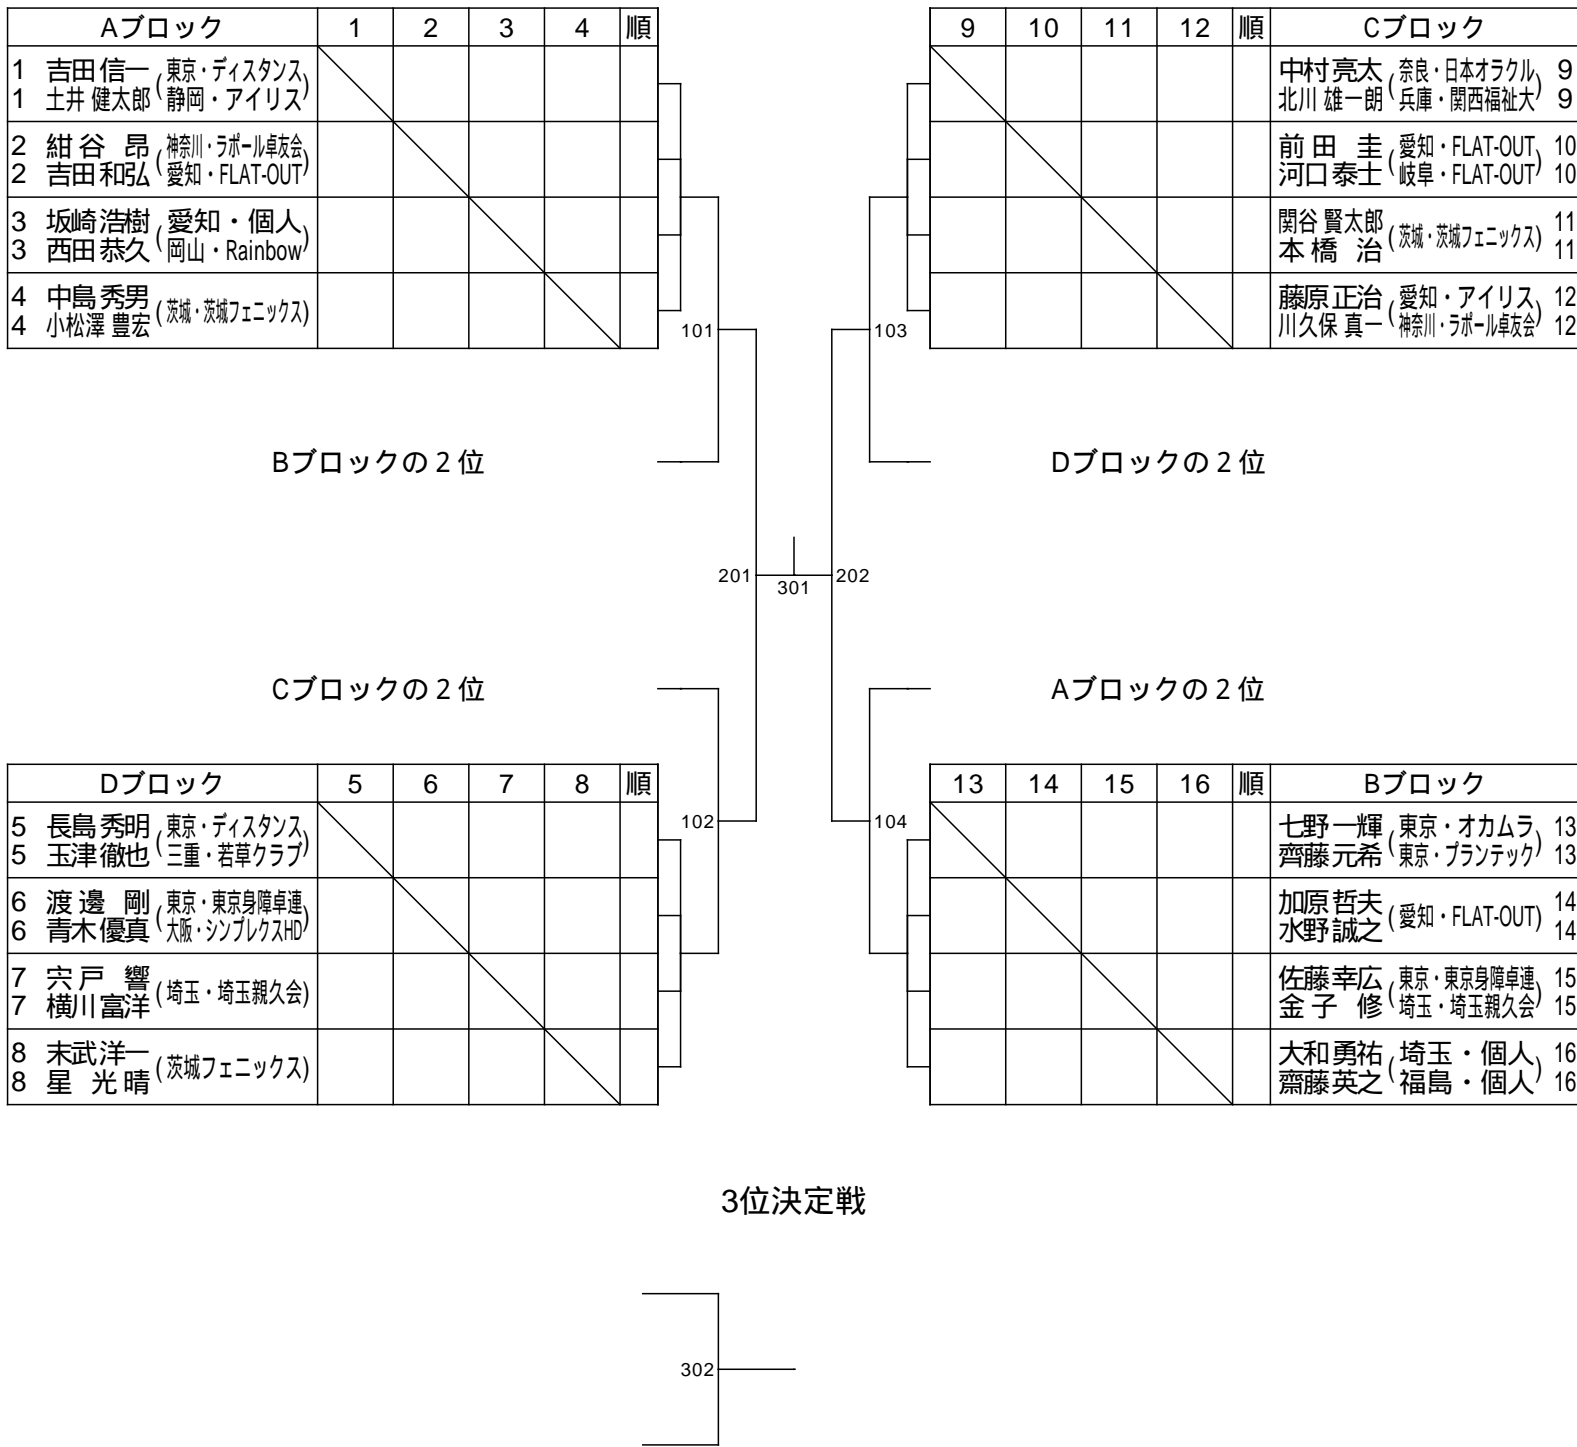 Aブロック 1 2 3 4 順
1 吉田信一 (東京・ディスタンス)
1 土井 健太郎 (静岡・アイリス)
2 紺谷 昂 (神奈川・ラポール卓友会)
2 吉田和弘 (愛知・FLAT-OUT)
3 坂崎浩樹 (愛知・個人)
3 西田恭久 (岡山・Rainbow)
4 中島秀男 (茨城・茨城フェニックス)
4 小松澤 豊宏
9 10 11 12 順 Cブロック
中村亮太 (奈良・日本オラクル) 9
北川 雄一朗 (兵庫・関西福祉大) 9
前田 圭 (愛知・FLAT-OUT) 10
河口泰士 (岐阜・FLAT-OUT) 10
関谷 賢太郎 (茨城・茨城フェニックス) 11
本橋 治 11
藤原正治 (愛知・アイリス) 12
川久保 真一 (神奈川・ラポール卓友会) 12
101
103
Bブロックの2位
Dブロックの2位
201
301
202
Cブロックの2位
Aブロックの2位
Dブロック 5 6 7 8 順
5 長島秀明 (東京・ディスタンス)
5 玉津徹也 (三重・若草クラブ)
6 渡邊 剛 (東京・東京身障卓連)
6 青木優真 (大阪・シンプレクスHD)
7 宍戸 響 (埼玉・埼玉親久会)
7 横川富洋
8 末武洋一 (茨城フェニックス)
8 星 光晴
102
104
13 14 15 16 順 Bブロック
七野一輝 (東京・オカムラ) 13
齊藤元希 (東京・プランテック) 13
加原哲夫 (愛知・FLAT-OUT) 14
水野誠之 14
佐藤幸広 (東京・東京身障卓連) 15
金子 修 (埼玉・埼玉親久会) 15
大和勇祐 (埼玉・個人) 16
齋藤英之 (福島・個人) 16
3位決定戦
302